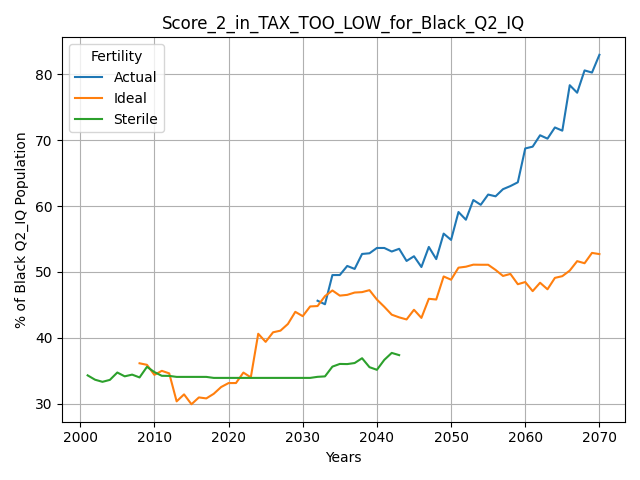 Score_2_in_TAX_TOO_LOW_for_Black_Q2_IQ
Fertility
Actual
Ideal
Sterile
% of Black Q2_IQ Population
80
70
60
50
40
30
2000 2010 2020 2030 2040 2050 2060 2070
Years